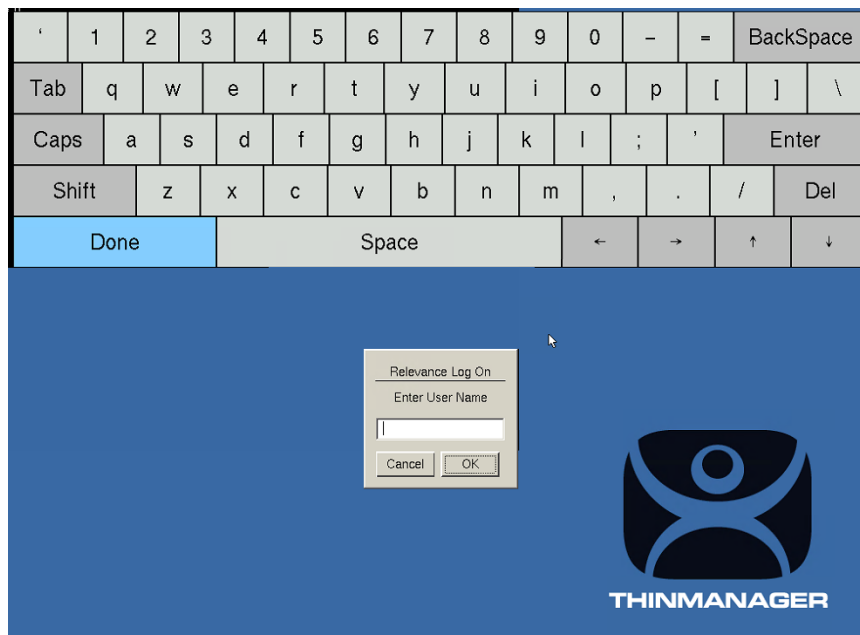 ‘ 1 2 3 4 5 6 7 8 9 0 – = BackSpace
Tab q w e r t y u i o p [ ] \
Caps a s d f g h j k l ; ’ Enter
Shift z x c v b n m , . / Del
Done Space ← → ↑ ↓
Relevance Log On
Enter User Name
Cancel OK
THINMANAGER